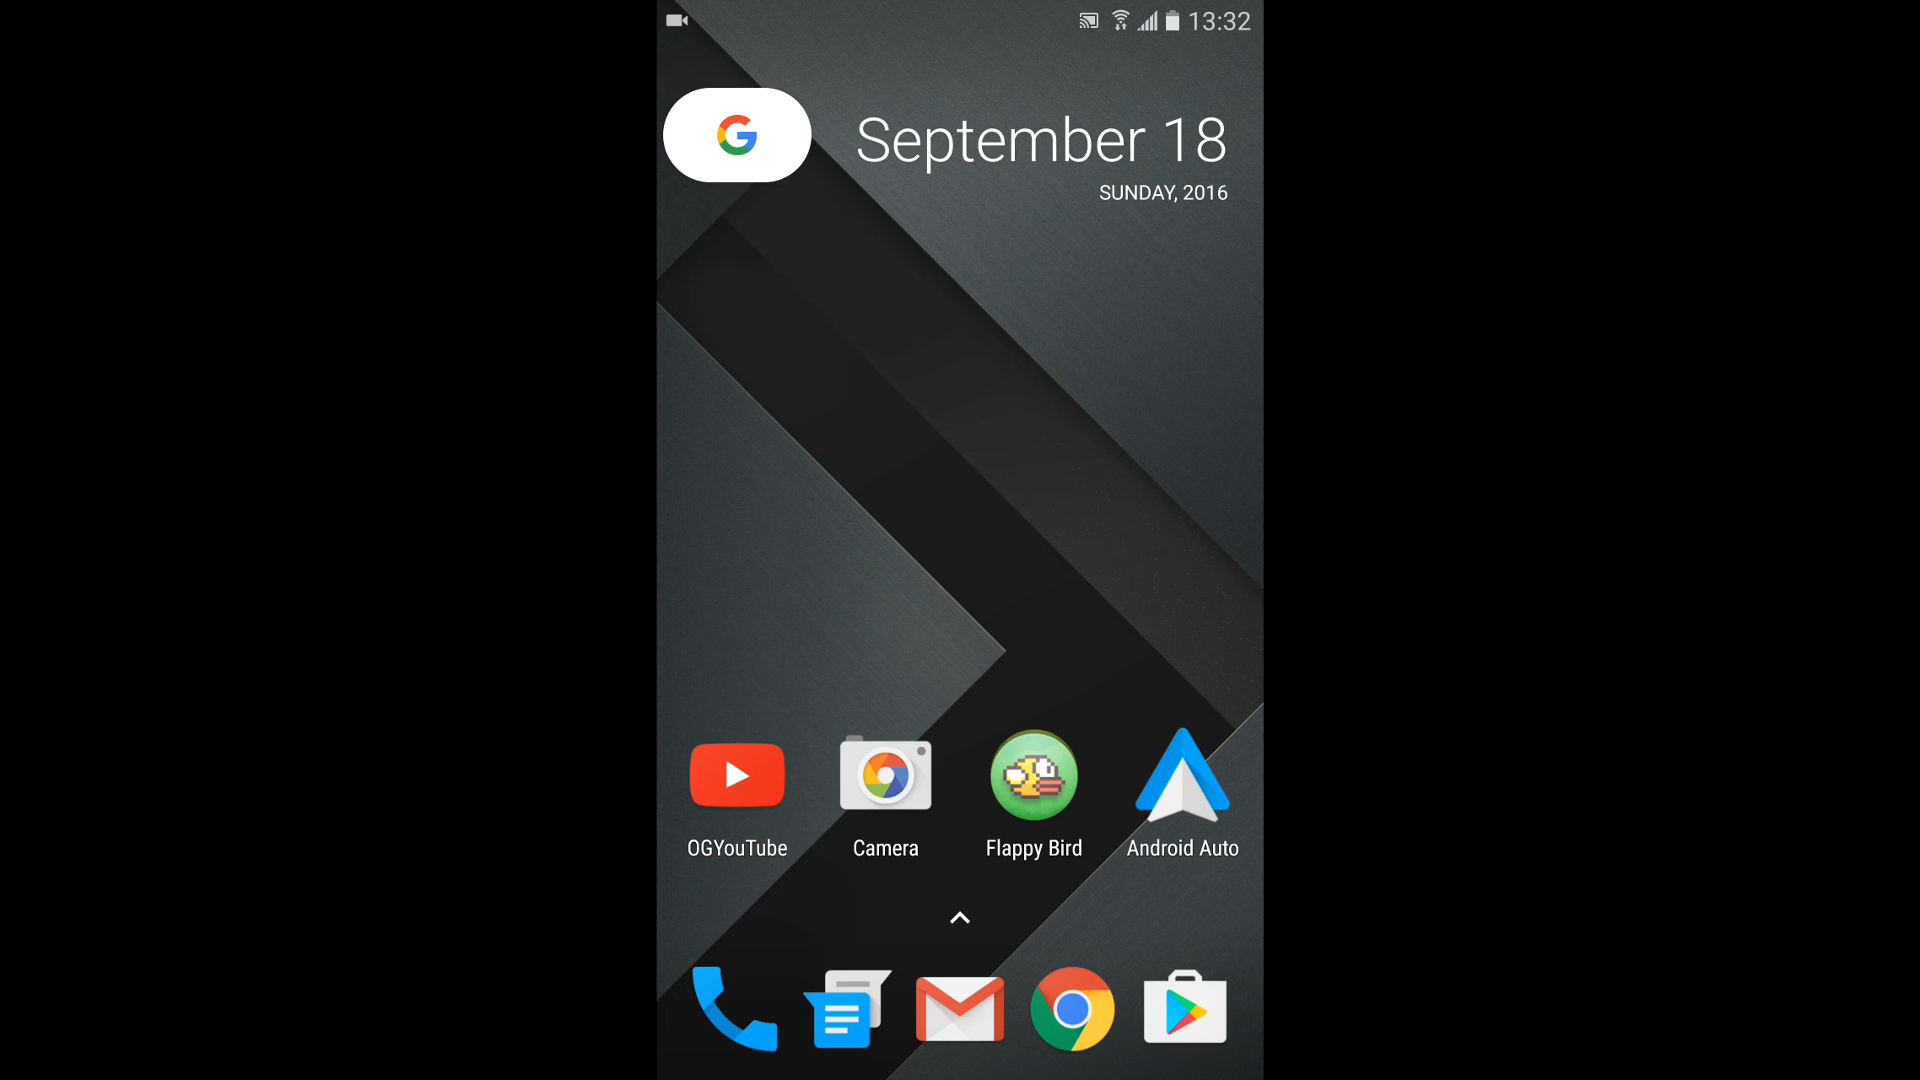 13:32
G
September 18
SUNDAY, 2016
OGYouTube
Camera
Flappy Bird
Android Auto